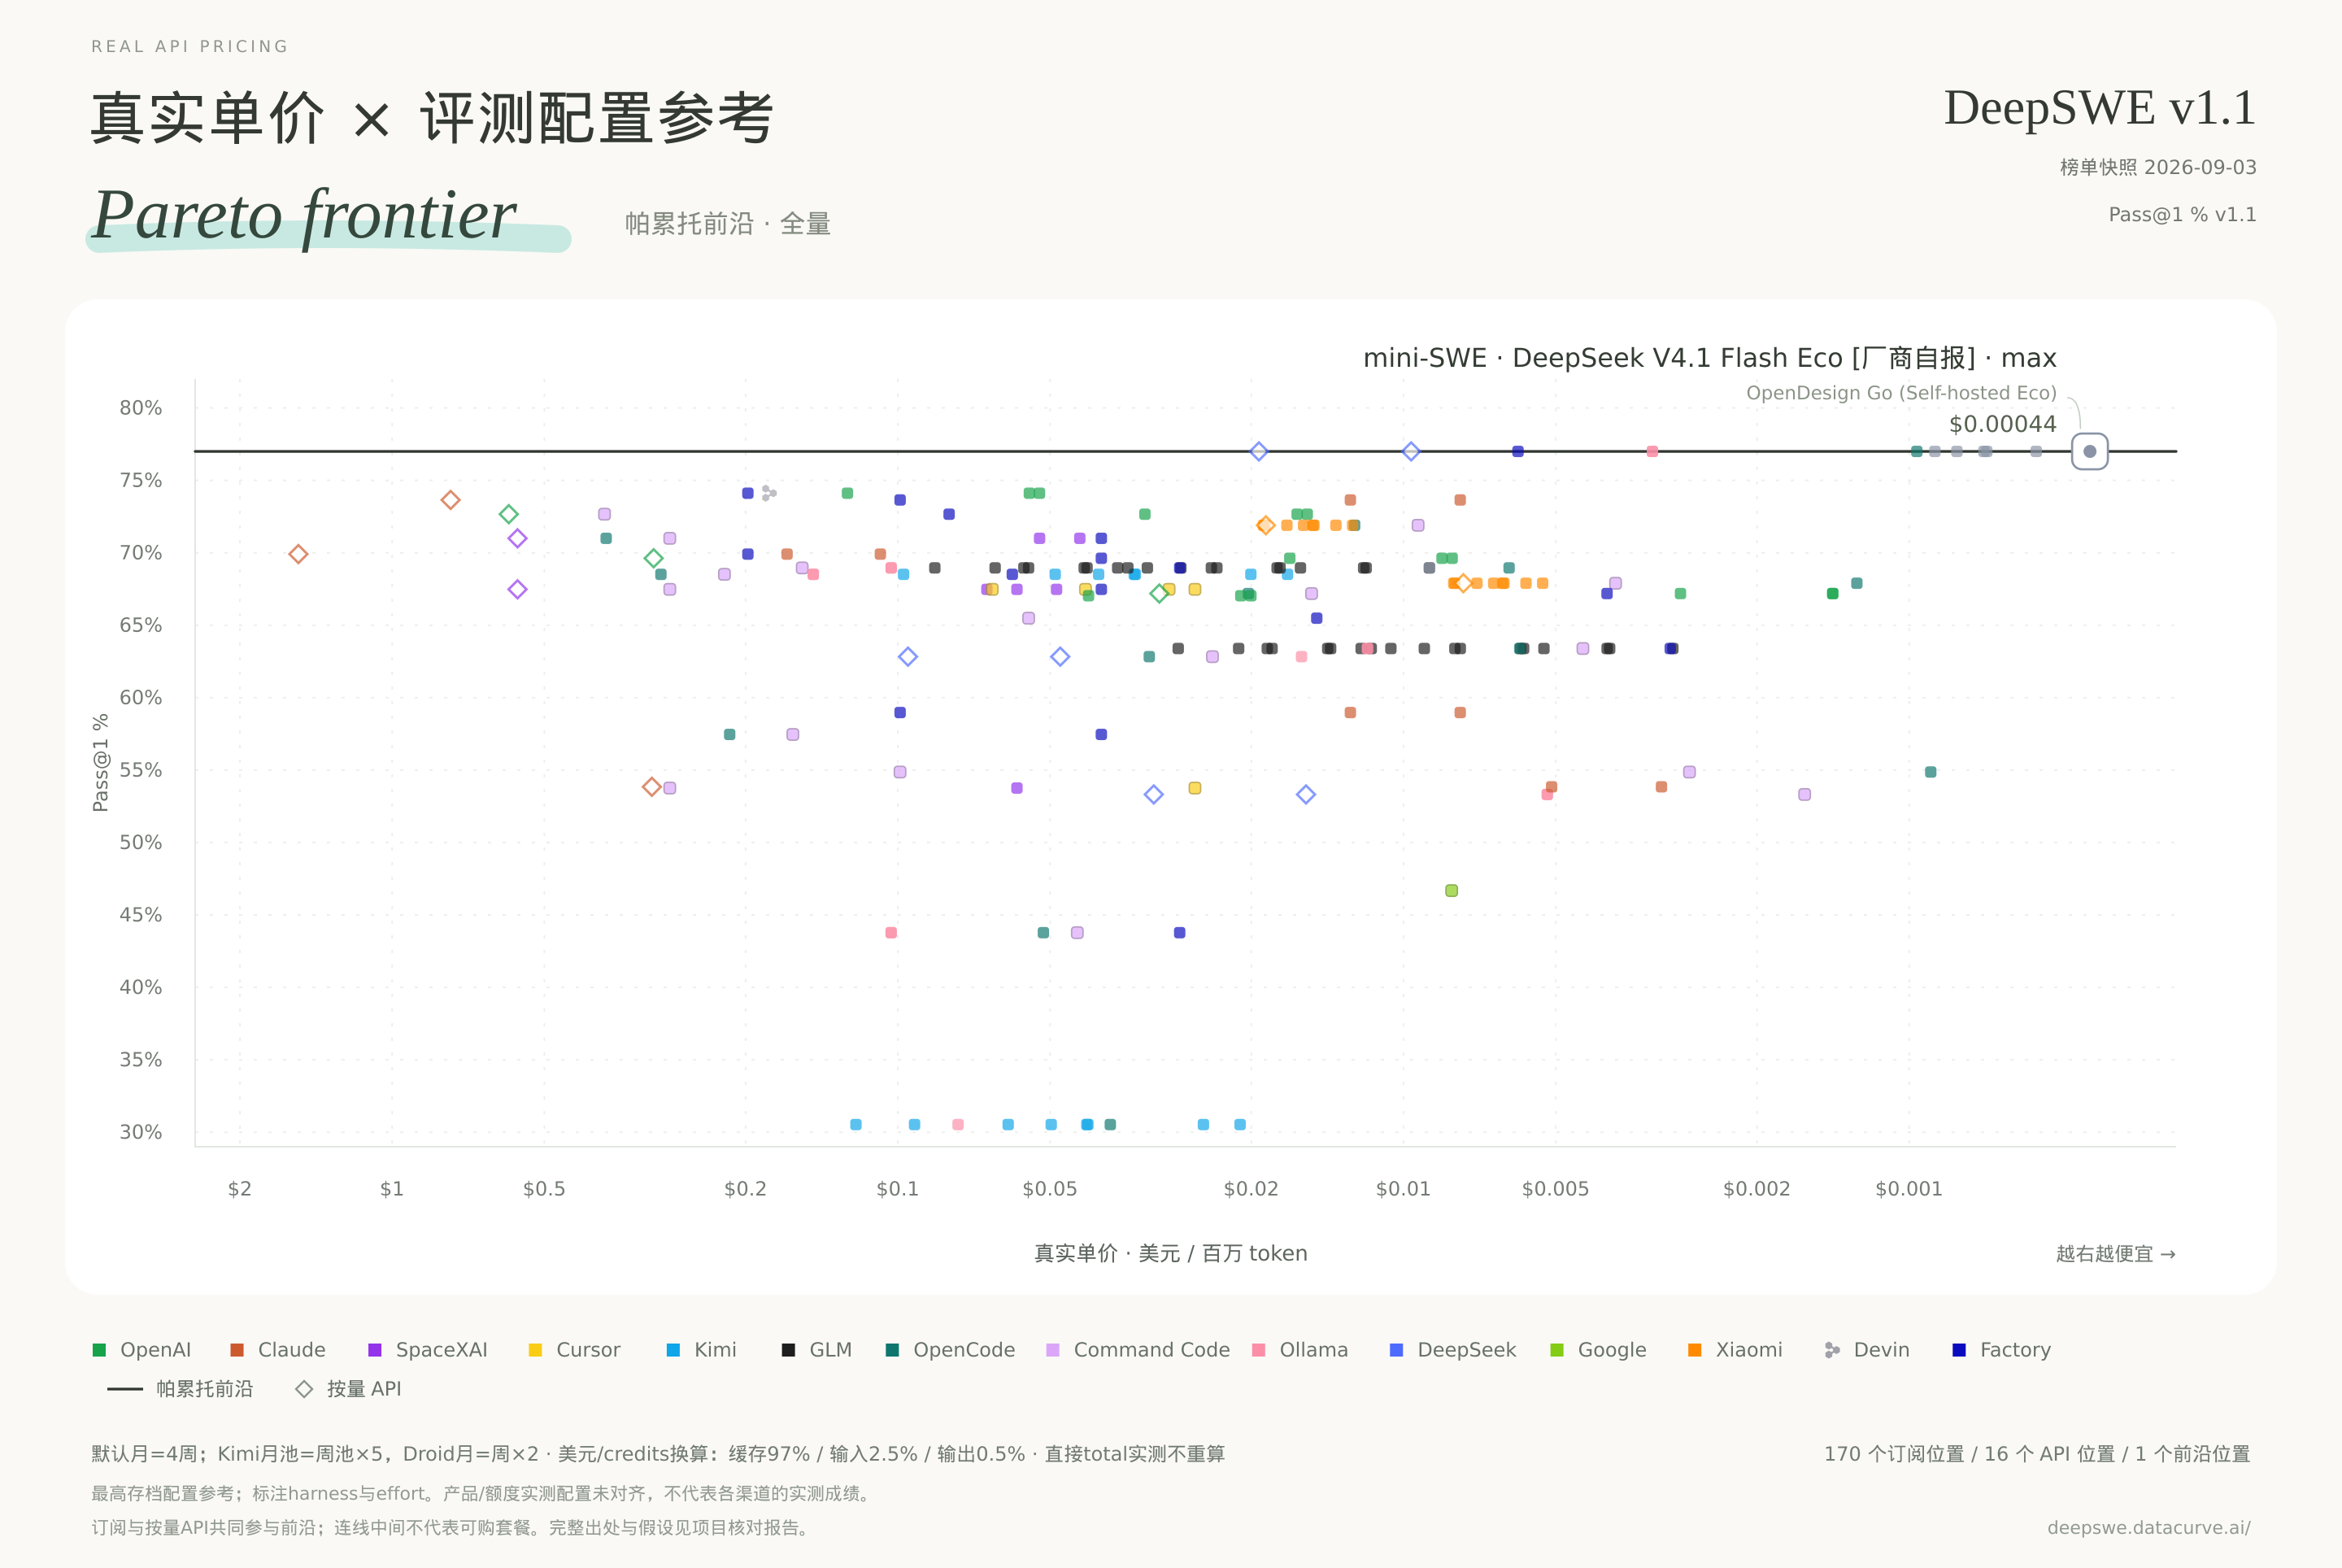 REAL API PRICING
真实单价 × 评测配置参考
Pareto frontier
帕累托前沿 · 全量
DeepSWE v1.1
榜单快照 2026-09-03
Pass@1 % v1.1
mini-SWE · DeepSeek V4.1 Flash Eco [厂商自报] · max
OpenDesign Go (Self-hosted Eco)
$0.00044
80%
75%
70%
65%
60%
55%
50%
45%
40%
35%
30%
Pass@1 %
$2
$1
$0.5
$0.2
$0.1
$0.05
$0.02
$0.01
$0.005
$0.002
$0.001
真实单价 · 美元 / 百万 token
越右越便宜 →
OpenAI
Claude
SpaceXAI
Cursor
Kimi
GLM
OpenCode
Command Code
Ollama
DeepSeek
Google
Xiaomi
Devin
Factory
帕累托前沿
按量 API
默认月=4周；Kimi月池=周池×5，Droid月=周×2 · 美元/credits换算：缓存97% / 输入2.5% / 输出0.5% · 直接total实测不重算
170 个订阅位置 / 16 个 API 位置 / 1 个前沿位置
最高存档配置参考；标注harness与effort。产品/额度实测配置未对齐，不代表各渠道的实测成绩。
订阅与按量API共同参与前沿；连线中间不代表可购套餐。完整出处与假设见项目核对报告。
deepswe.datacurve.ai/